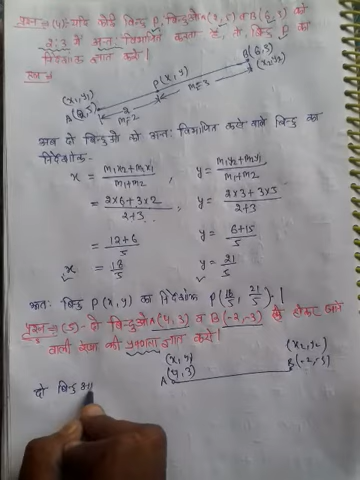 प्रश्न (4)- यदि कोई बिन्दु P, बिन्दुओं A(2,5) व B(6,3) को
2:3 में अन्तः विभाजित करता है, तो बिन्दु P का
निर्देशांक ज्ञात करो।
हल
P(x,y)
B(6,3)
(x2,y2)
(x1,y1)
A(2,5)
m1=2
m2=3
अब दो बिन्दुओं को अन्तः विभाजित करने वाले बिन्दु का
निर्देशांक-
x = m1x2+m2x1/m1+m2, y = m1y2+m2y1/m1+m2
= 2×6+3×2/2+3, y = 2×3+3×5/2+3
= 12+6/5 y = 6+15/5
x = 18/5 y = 21/5
अतः बिन्दु P(x,y) का निर्देशांक P(18/5, 21/5).।
प्रश्न (5)- दो बिन्दुओं A(4,3) व B(-2,-3) से होकर जाने
वाली रेखा की प्रवणता ज्ञात करो।
(x1,y1) (x2,y2)
A (4,3) B(-2,-3)
दो बिन्दुओं